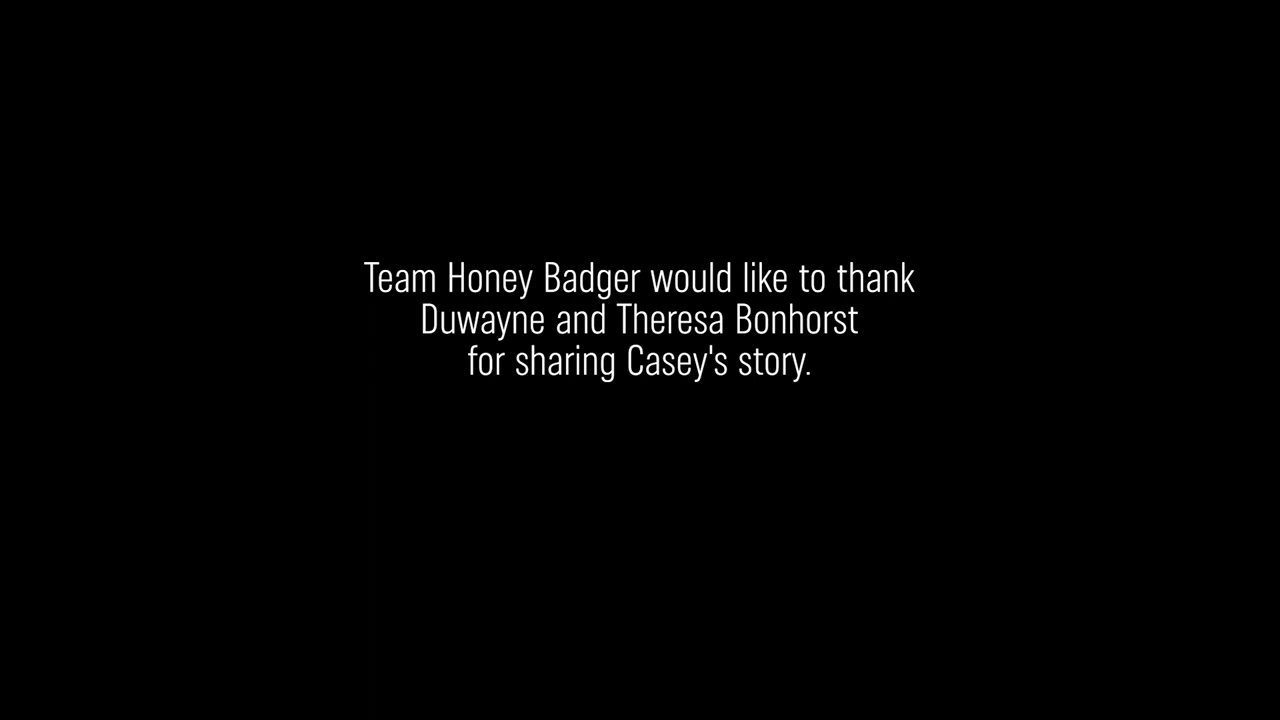 Team Honey Badger would like to thank
Duwayne and Theresa Bonhorst
for sharing Casey's story.